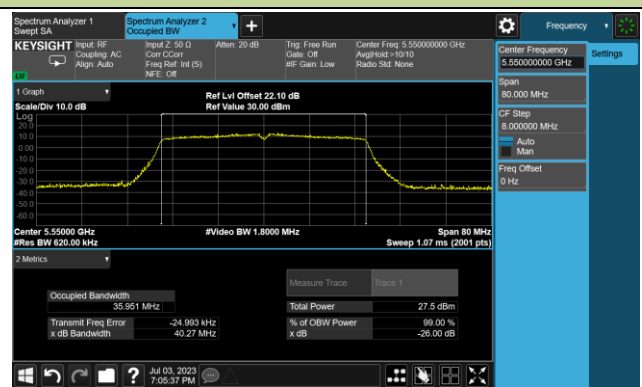 Spectrum Analyzer 1
Swept SA
Spectrum Analyzer 2
Occupied BW
Frequency
KEYSIGHT
Input: RF
Coupling: AC
Align: Auto
Input Z: 50 Ω
Corr CCorr
Freq Ref: Int (S)
NFE: Off
Atten: 20 dB
Trig: Free Run
Gate: Off
#IF Gain: Low
Center Freq: 5.550000000 GHz
Avg|Hold:>10/10
Radio Std: None
LV
Center Frequency
5.550000000 GHz
Settings
Span
80.000 MHz
CF Step
8.000000 MHz
Auto
Man
Freq Offset
0 Hz
1 Graph
Scale/Div 10.0 dB
Ref Lvl Offset 22.10 dB
Ref Value 30.00 dBm
Log
20.0
10.0
0.00
-10.0
-20.0
-30.0
-40.0
-50.0
-60.0
Center 5.55000 GHz
#Res BW 620.00 kHz
#Video BW 1.8000 MHz
Span 80 MHz
Sweep 1.07 ms (2001 pts)
2 Metrics
Measure Trace
Trace 1
Occupied Bandwidth
35.951 MHz
Total Power
27.5 dBm
Transmit Freq Error
-24.993 kHz
% of OBW Power
99.00 %
x dB Bandwidth
40.27 MHz
x dB
-26.00 dB
Jul 03, 2023
7:05:37 PM